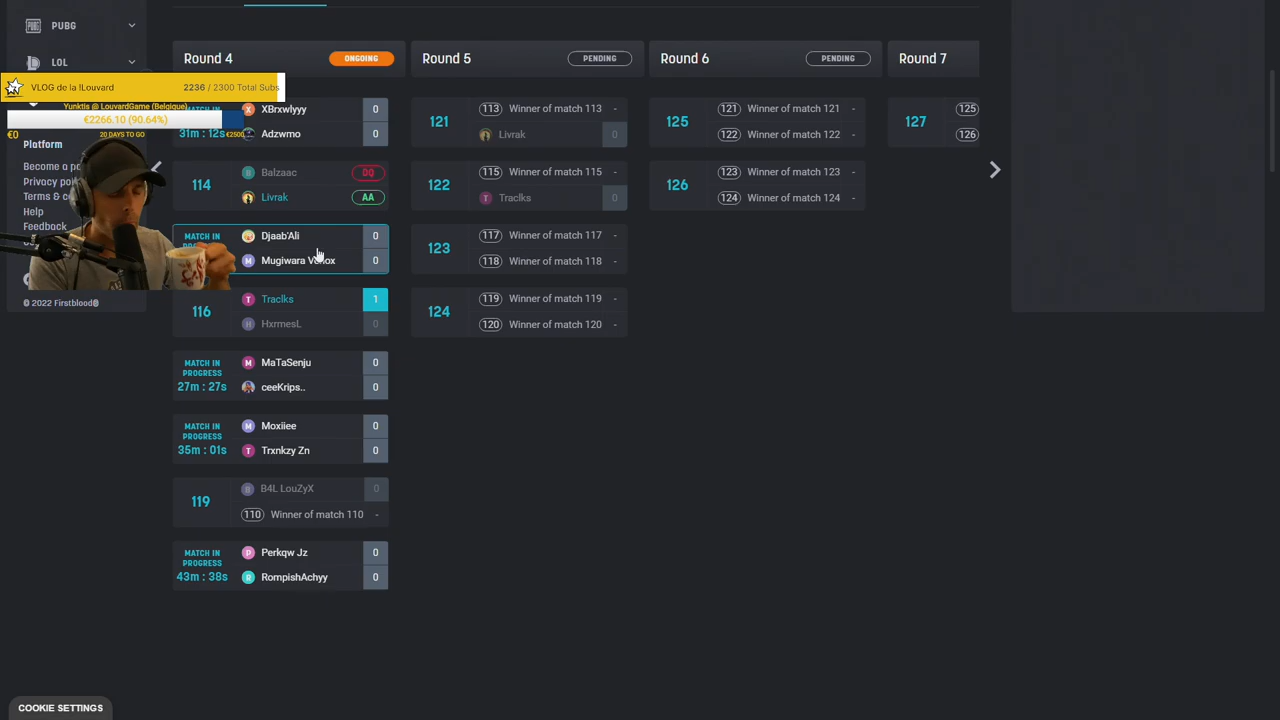 PUBG
LOL
VLOG de la !Louvard 2236 / 2300 Total Subs
Yunktis @ LouvardGame (Belgique)
€2266.10 (90.64%)
€0 20 DAYS TO GO €2500
Platform
Become a pa
Privacy pol
Terms & c
Help
Feedback
© 2022 Firstblood®
Round 4 ONGOING
31m : 12s
XBrxwlyyy 0
Adzwmo 0
114
Balzaac DQ
Livrak AA
MATCH IN
Djaab'Ali 0
Mugiwara 0
116
T Traclks 1
H HxrmesL 0
MATCH IN
PROGRESS
27m : 27s
M MaTaSenju 0
ceeKrips.. 0
MATCH IN
PROGRESS
35m : 01s
M Moxiiee 0
T Trxnkzy Zn 0
119
B B4L LouZyX 0
110 Winner of match 110 -
MATCH IN
PROGRESS
43m : 38s
P Perkqw Jz 0
R RompishAchyy 0
Round 5 PENDING
121
113 Winner of match 113 -
Livrak 0
122
115 Winner of match 115 -
T Traclks 0
123
117 Winner of match 117 -
118 Winner of match 118 -
124
119 Winner of match 119 -
120 Winner of match 120 -
Round 6 PENDING
125
121 Winner of match 121 -
122 Winner of match 122 -
126
123 Winner of match 123 -
124 Winner of match 124 -
Round 7
127
125
126
COOKIE SETTINGS